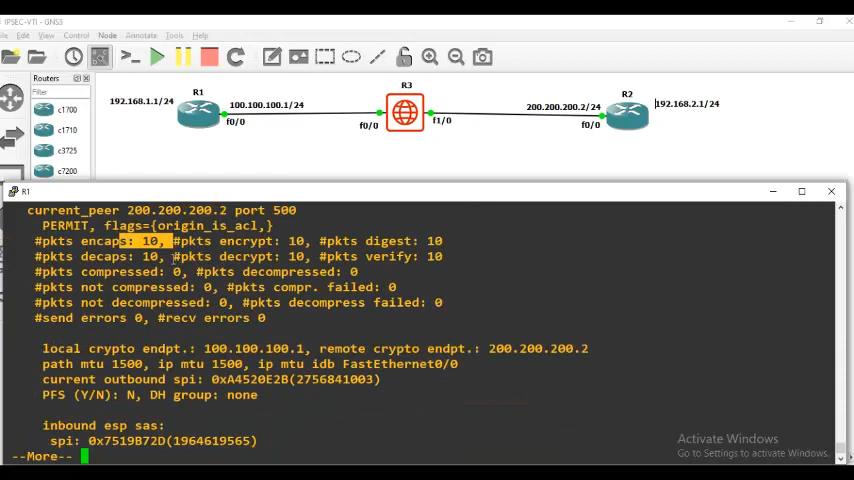 IPSEC-VTI - GNS3
File Edit View Control Node Annotate Tools Help
Routers
Filter
c1700
c1710
c3725
c7200
192.168.1.1/24
R1
100.100.100.1/24
f0/0
R3
f0/0
f1/0
200.200.200.2/24
f0/0
R2
192.168.2.1/24
R1
current_peer 200.200.200.2 port 500
PERMIT, flags={origin_is_acl,}
#pkts encaps: 10, #pkts encrypt: 10, #pkts digest: 10
#pkts decaps: 10, #pkts decrypt: 10, #pkts verify: 10
#pkts compressed: 0, #pkts decompressed: 0
#pkts not compressed: 0, #pkts compr. failed: 0
#pkts not decompressed: 0, #pkts decompress failed: 0
#send errors 0, #recv errors 0
local crypto endpt.: 100.100.100.1, remote crypto endpt.: 200.200.200.2
path mtu 1500, ip mtu 1500, ip mtu idb FastEthernet0/0
current outbound spi: 0xA4520E2B(2756841003)
PFS (Y/N): N, DH group: none
inbound esp sas:
spi: 0x7519B72D(1964619565)
--More--
Activate Windows
Go to Settings to activate Windows.